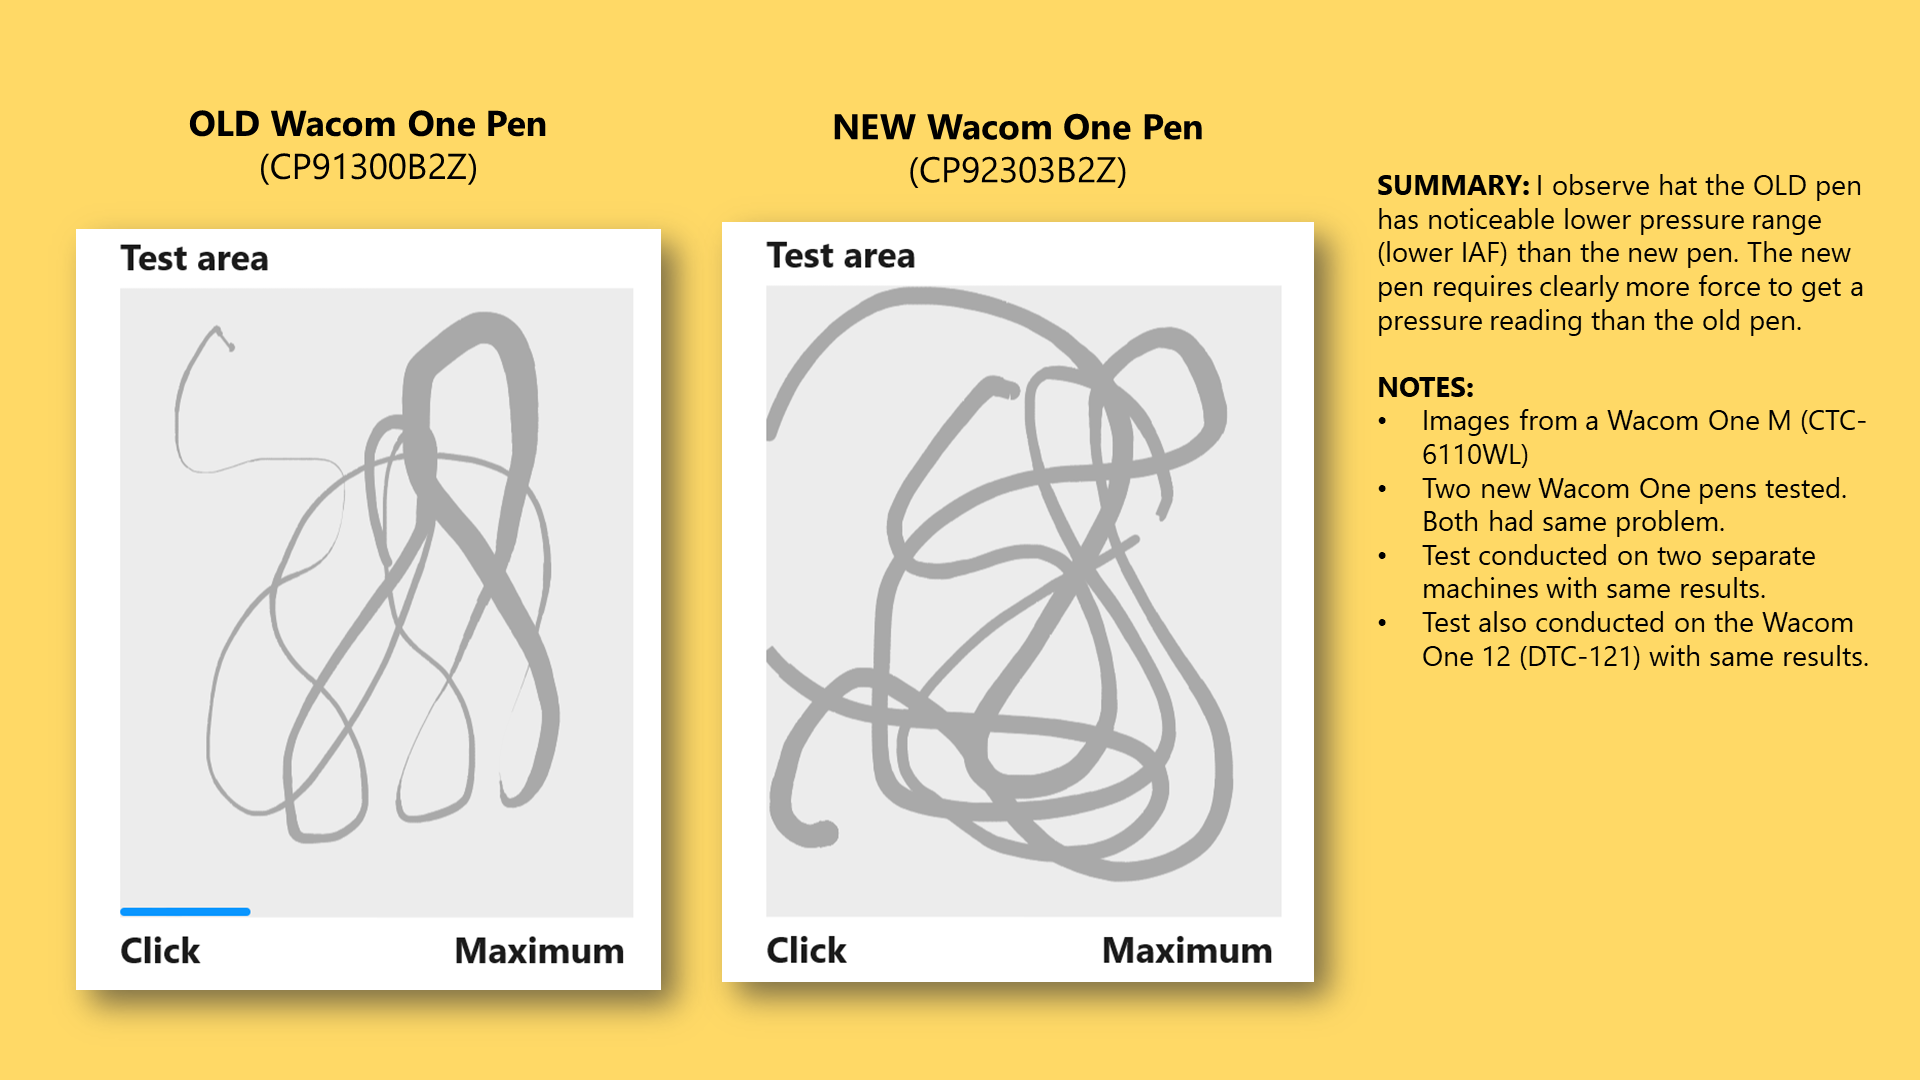 OLD Wacom One Pen
(CP91300B2Z)
Test area
Click Maximum
NEW Wacom One Pen
(CP92303B2Z)
Test area
Click Maximum
SUMMARY: I observe hat the OLD pen
has noticeable lower pressure range
(lower IAF) than the new pen. The new
pen requires clearly more force to get a
pressure reading than the old pen.
NOTES:
• Images from a Wacom One M (CTC-
6110WL)
• Two new Wacom One pens tested.
Both had same problem.
• Test conducted on two separate
machines with same results.
• Test also conducted on the Wacom
One 12 (DTC-121) with same results.